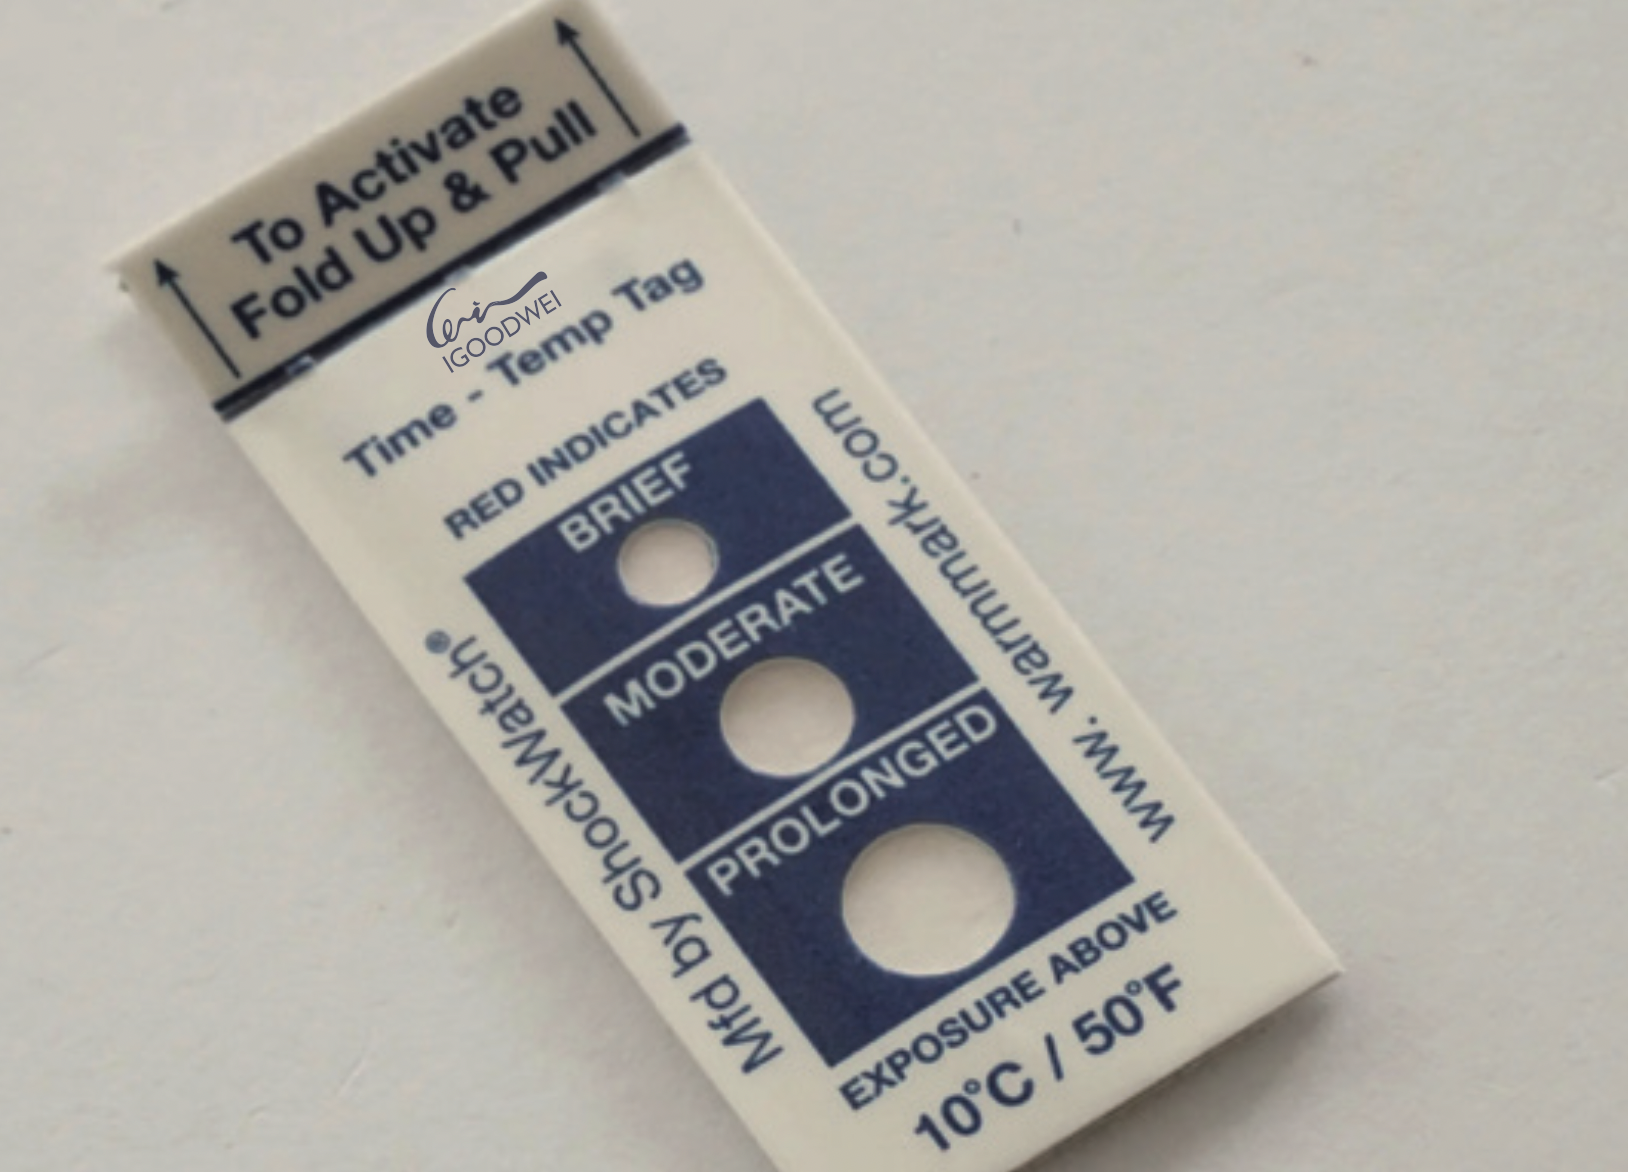 To Activate
Fold Up & Pull
IGOODWEI
Time - Temp Tag
RED INDICATES
BRIEF
MODERATE
PROLONGED
EXPOSURE ABOVE
10°C / 50°F
Mfd by ShockWatch®
www. warmmark.com